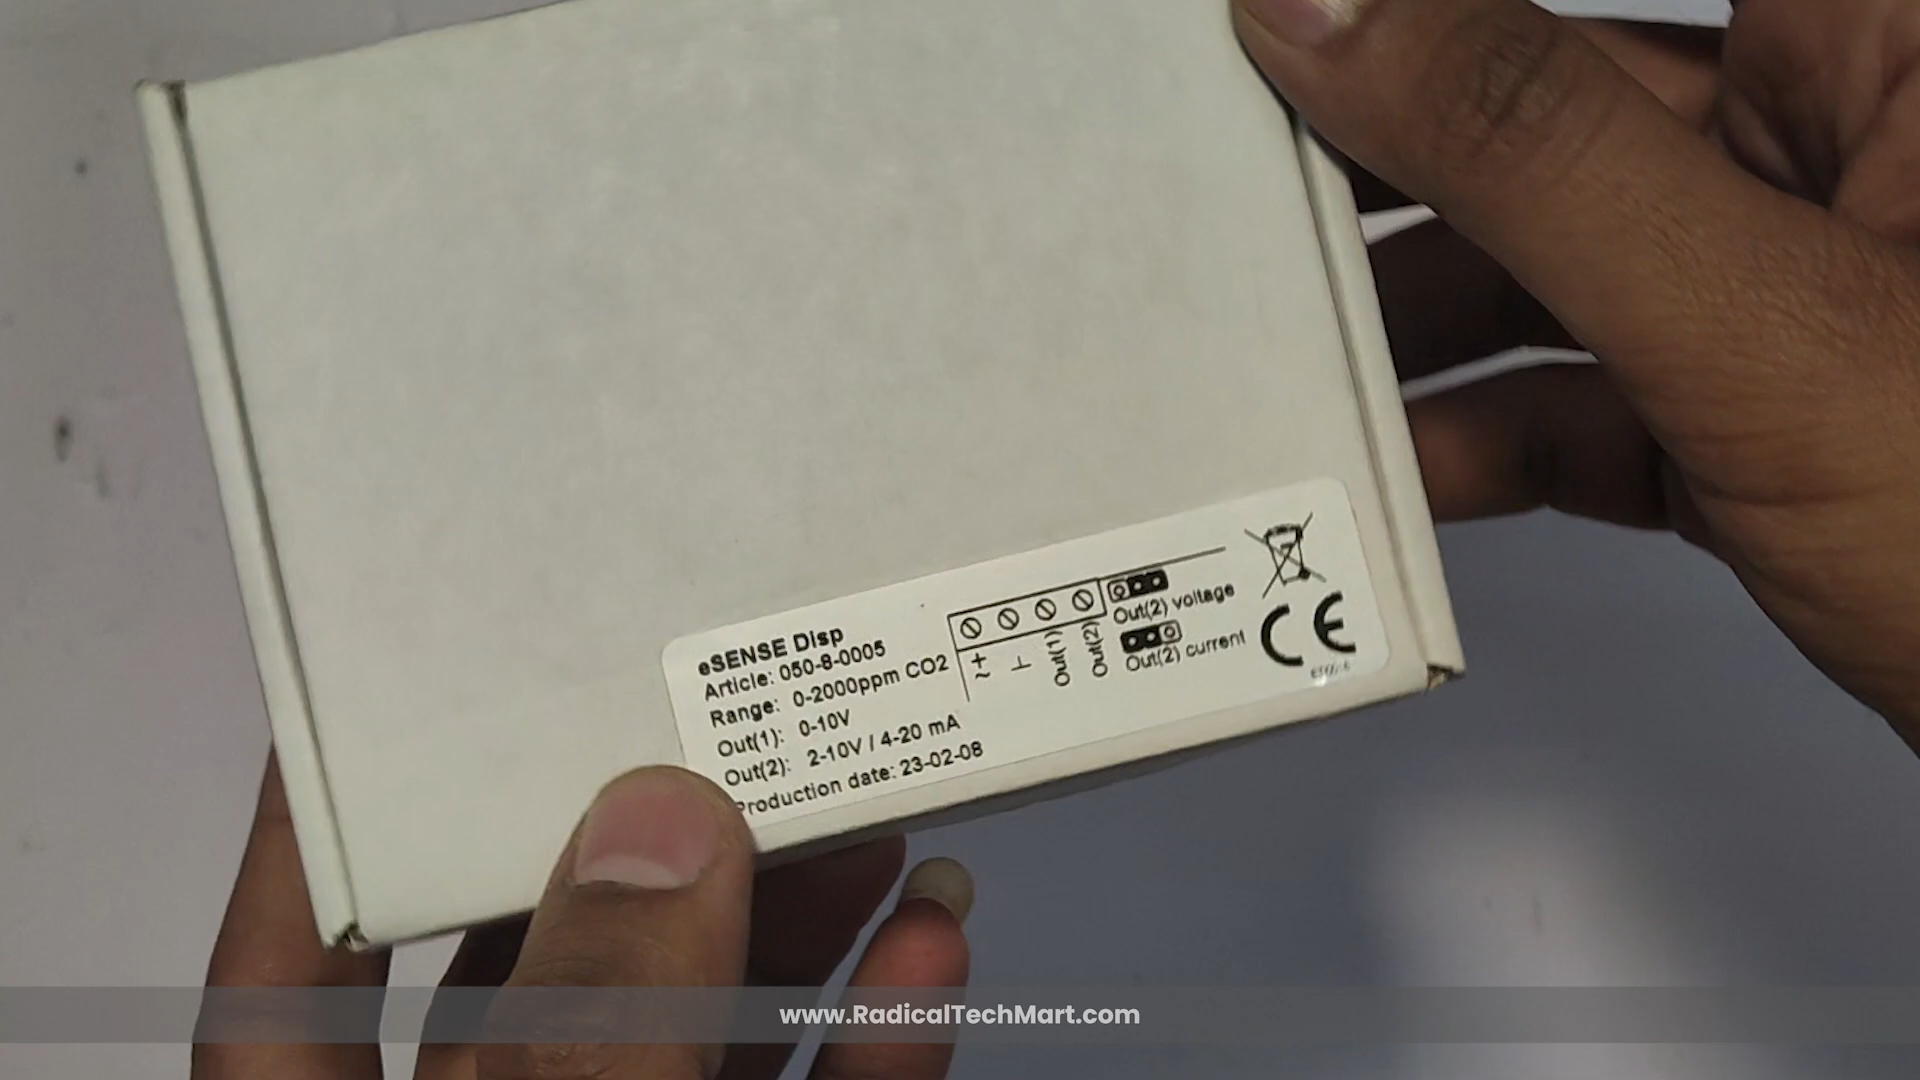 eSENSE Disp
Article: 050-8-0005
Range: 0-2000ppm CO2
Out(1): 0-10V
Out(2): 2-10V / 4-20 mA
Production date: 23-02-08
+
~
⊥
Out(1)
Out(2)
Out(2) voltage
Out(2) current
CE
www.RadicalTechMart.com